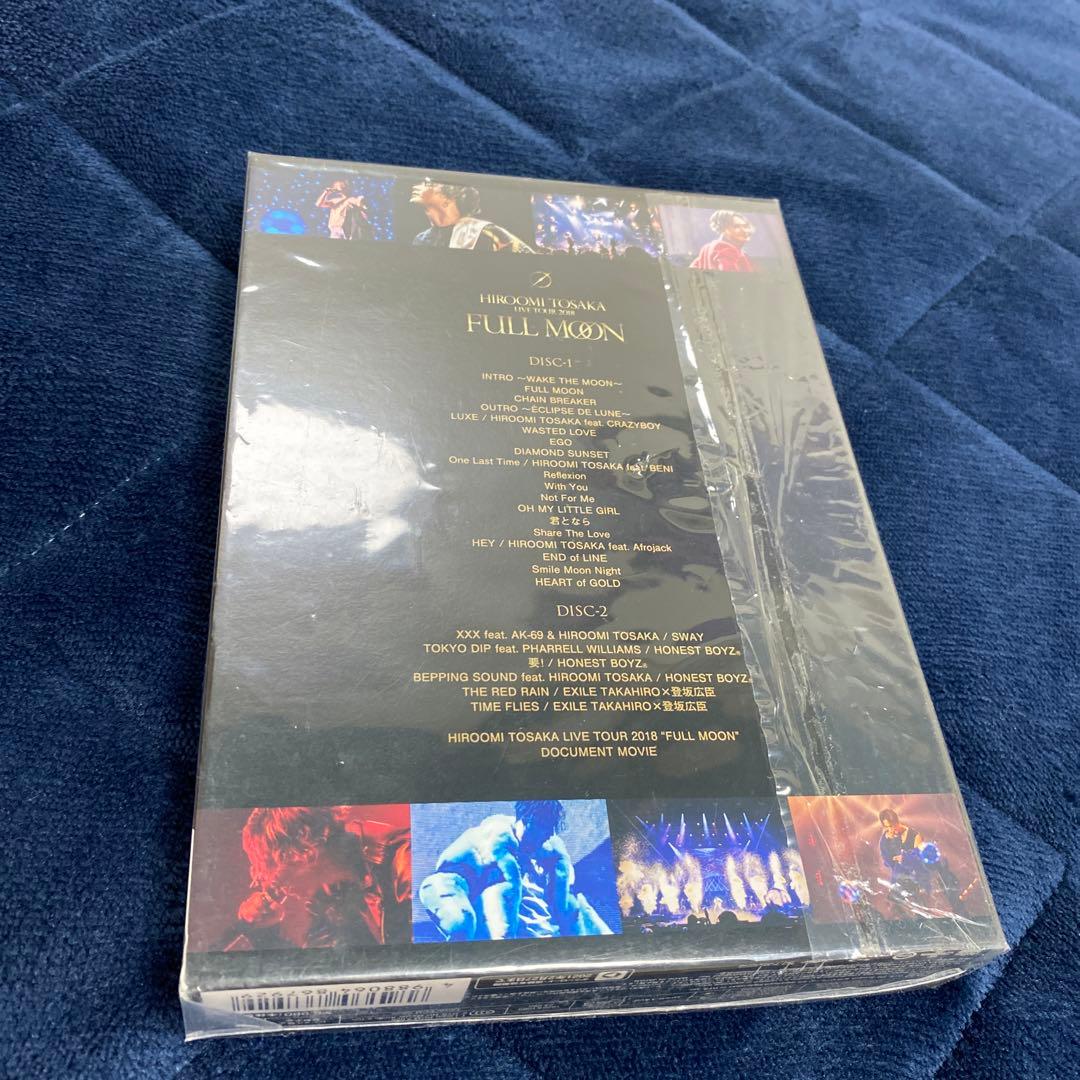 HIROOMI TOSAKA
LIVE TOUR 2018
FULL MOON
DISC-1
INTRO ～WAKE THE MOON～
FULL MOON
CHAIN BREAKER
OUTRO ～ÉCLIPSE DE LUNE～
LUXE / HIROOMI TOSAKA feat. CRAZYBOY
WASTED LOVE
EGO
DIAMOND SUNSET
One Last Time / HIROOMI TOSAKA feat. BENI
Reflexion
With You
Not For Me
OH MY LITTLE GIRL
君となら
Share The Love
HEY / HIROOMI TOSAKA feat. Afrojack
END of LINE
Smile Moon Night
HEART of GOLD
DISC-2
XXX feat. AK-69 & HIROOMI TOSAKA / SWAY
TOKYO DIP feat. PHARRELL WILLIAMS / HONEST BOYZ®
要! / HONEST BOYZ®
BEPPING SOUND feat. HIROOMI TOSAKA / HONEST BOYZ®
THE RED RAIN / EXILE TAKAHIRO×登坂広臣
TIME FLIES / EXILE TAKAHIRO×登坂広臣
HIROOMI TOSAKA LIVE TOUR 2018 "FULL MOON"
DOCUMENT MOVIE